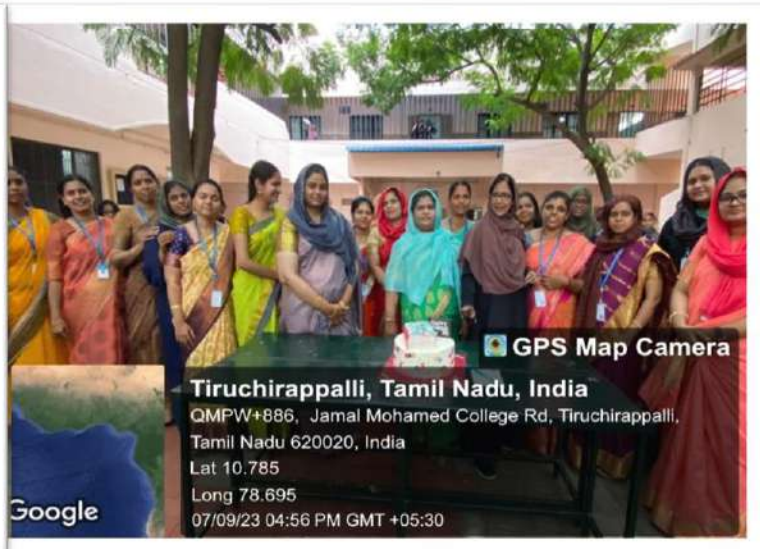 GPS Map Camera
Tiruchirappalli, Tamil Nadu, India
QMPW+886, Jamal Mohamed College Rd, Tiruchirappalli,
Tamil Nadu 620020, India
Lat 10.785
Long 78.695
07/09/23 04:56 PM GMT +05:30
Google